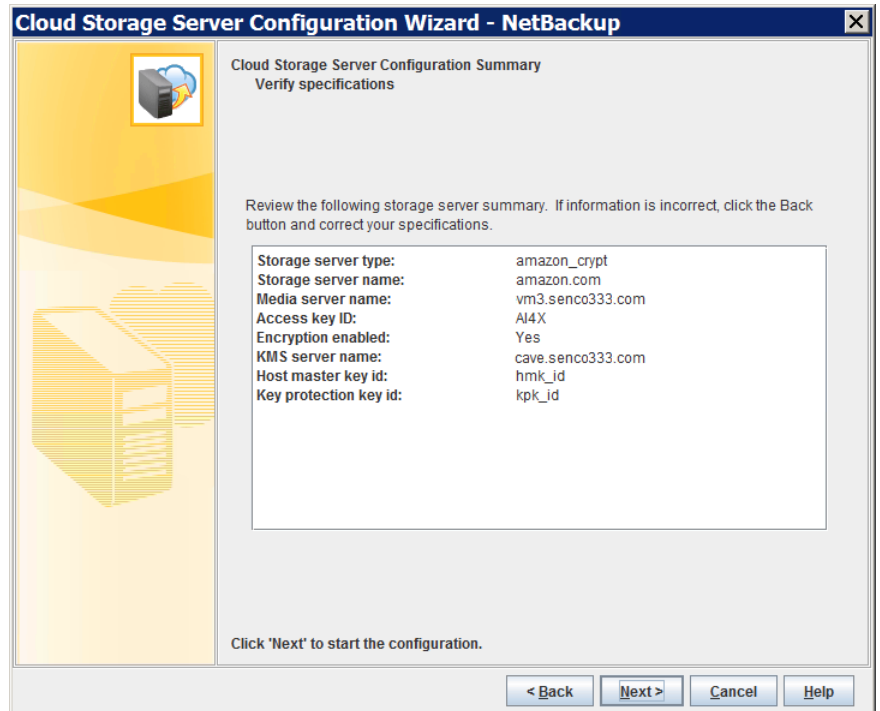 Cloud Storage Server Configuration Wizard - NetBackup
Cloud Storage Server Configuration Summary
Verify specifications
Review the following storage server summary. If information is incorrect, click the Back
button and correct your specifications.
Storage server type: amazon_crypt
Storage server name: amazon.com
Media server name: vm3.senco333.com
Access key ID: AI4X
Encryption enabled: Yes
KMS server name: cave.senco333.com
Host master key id: hmk_id
Key protection key id: kpk_id
Click 'Next' to start the configuration.
< Back Next > Cancel Help